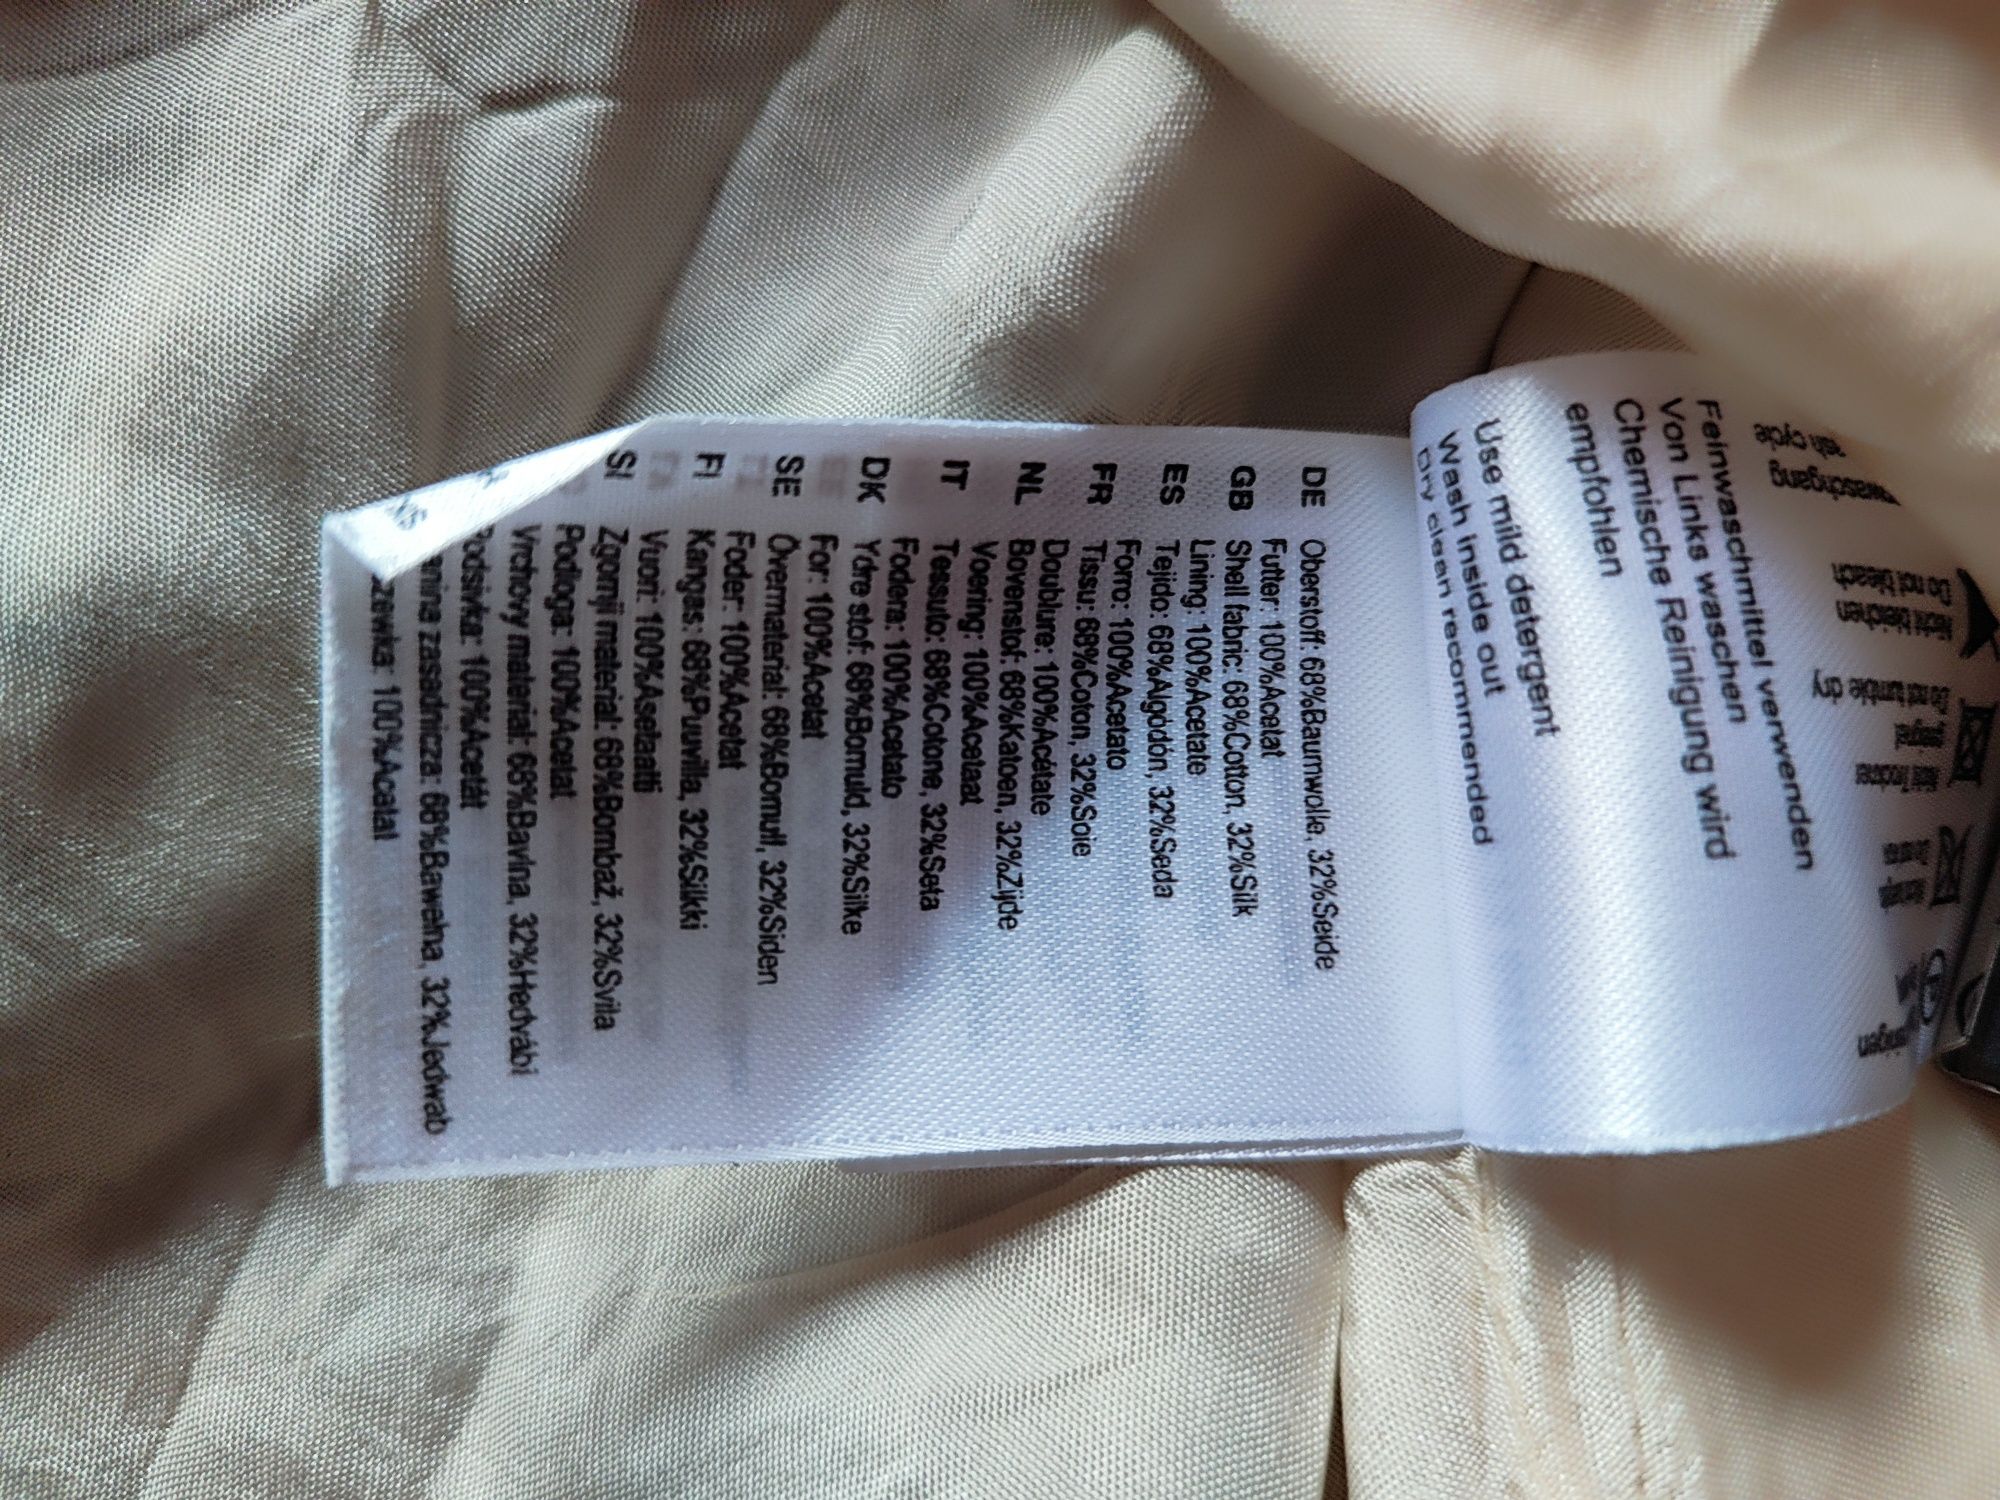 Feinwaschmittel verwenden
Von Links waschen
Chemische Reinigung wird
empfohlen
Use mild detergent
Wash inside out
Dry clean recommended
DE Oberstoff: 68%Baumwolle, 32%Seide
Futter: 100%Acetat
GB Shell fabric: 68%Cotton, 32%Silk
Lining: 100%Acetate
ES Tejido: 68%Algodón, 32%Seda
Forro: 100%Acetato
FR Tissu: 68%Coton, 32%Soie
Doublure: 100%Acétate
NL Bovenstof: 68%Katoen, 32%Zijde
Voering: 100%Acetaat
IT Tessuto: 68%Cotone, 32%Seta
Fodera: 100%Acetato
DK Ydre stof: 68%Bomuld, 32%Silke
For: 100%Acetat
SE Övermaterial: 68%Bomull, 32%Siden
Foder: 100%Acetat
FI Kangas: 68%Puuvilla, 32%Silkki
Vuori: 100%Asetaatti
SI Zgornji material: 68%Bombaž, 32%Svila
Podloga: 100%Acetat
Vrchový materiál: 68%Bavlna, 32%Hedvábí
Podšívka: 100%Acetát
zasadnicza: 68%Bawełna, 32%Jedwab
100%Acetat
Do not bleach
Nicht bleichen
Do not tumble dry